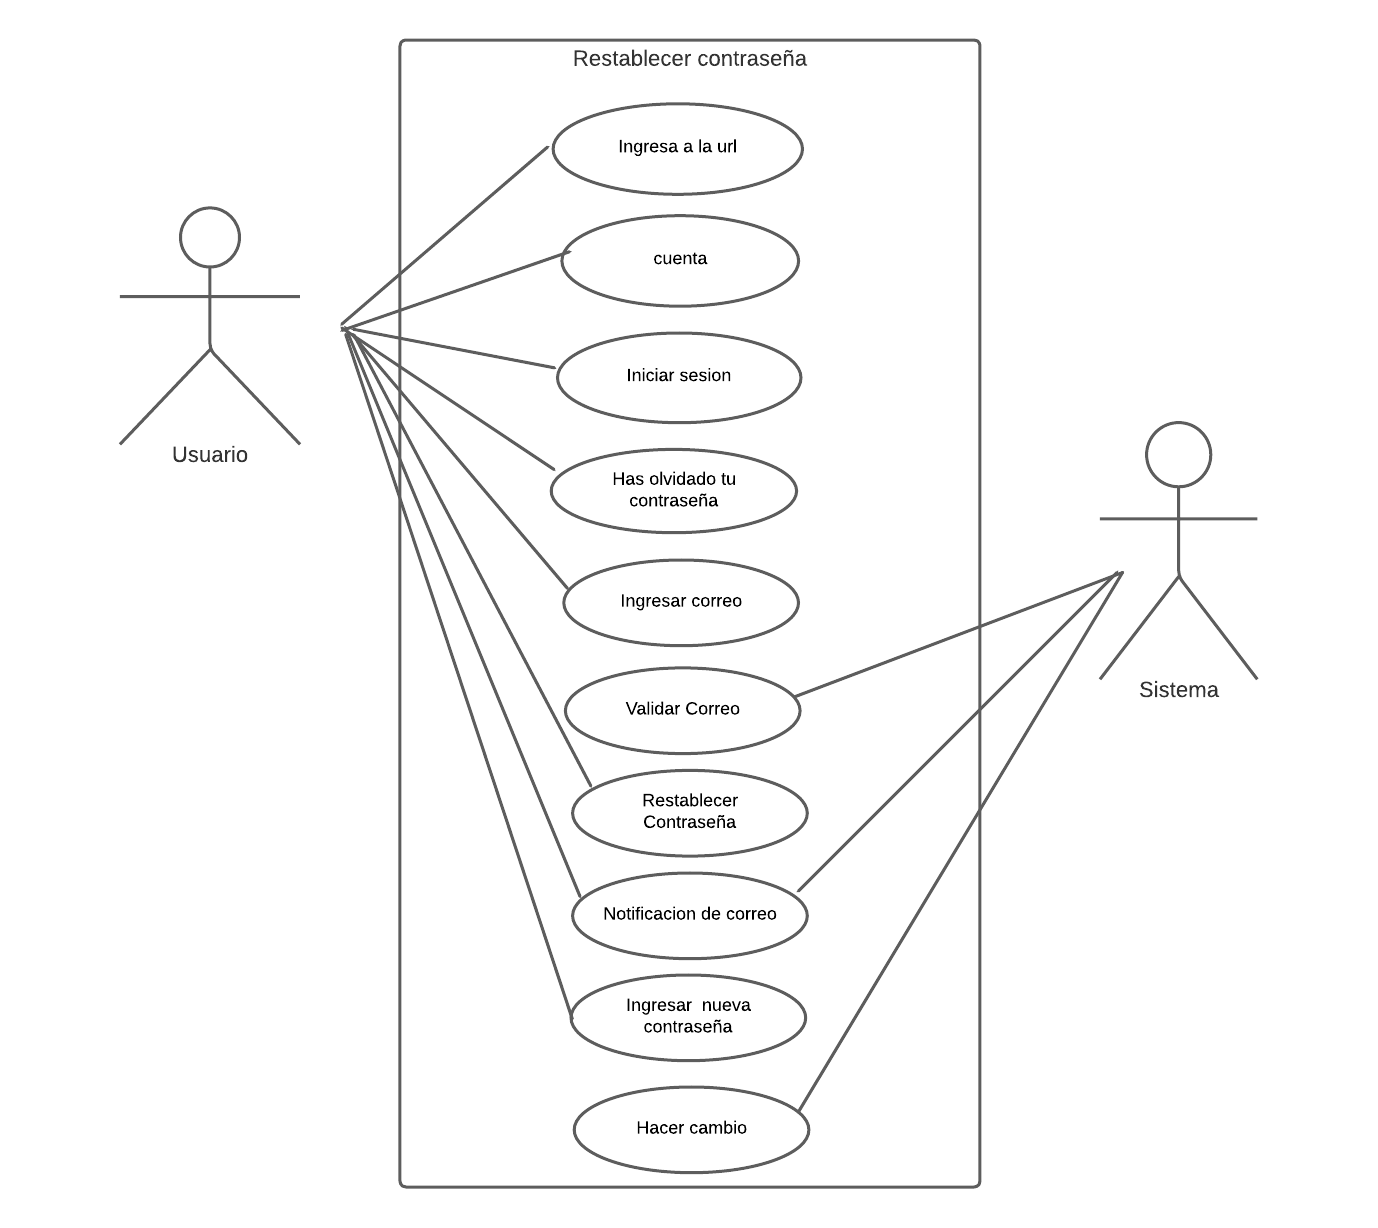 Restablecer contraseña
Ingresa a la url
cuenta
Iniciar sesion
Usuario
Has olvidado tu
contraseña
Ingresar correo
Validar Correo
Sistema
Restablecer
Contraseña
Notificacion de correo
Ingresar  nueva
contraseña
Hacer cambio